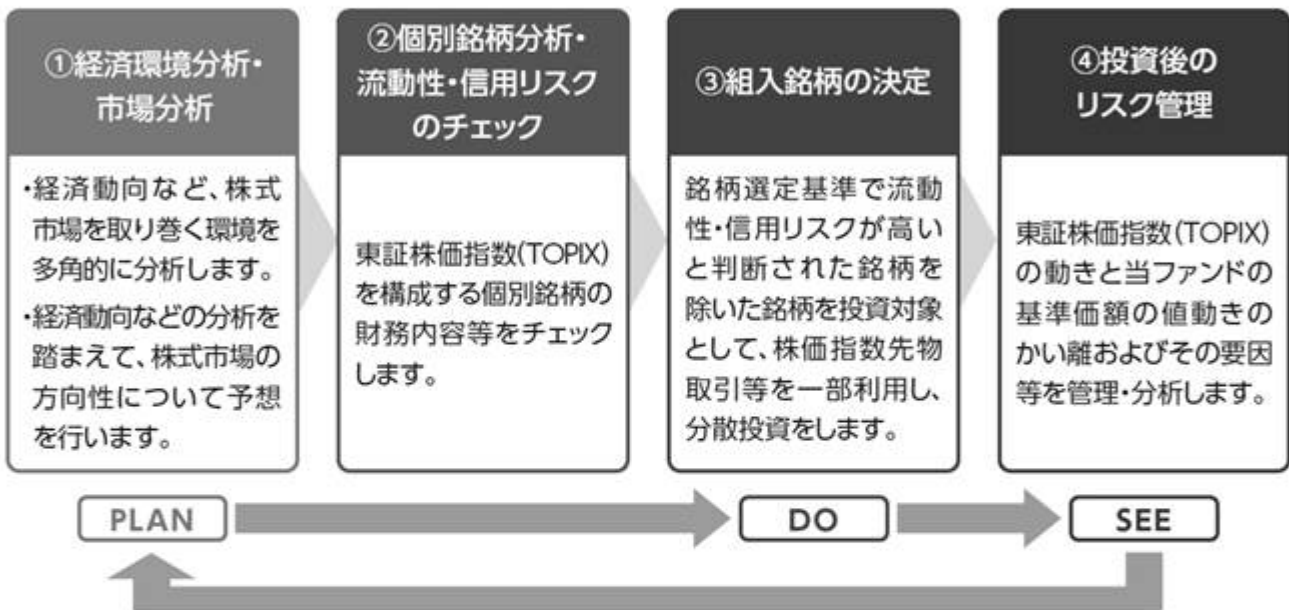 ①経済環境分析・
市場分析
・経済動向など、株式
市場を取り巻く環境を
多角的に分析します。
・経済動向などの分析を
踏まえて、株式市場の
方向性について予想
を行います。
②個別銘柄分析・
流動性・信用リスク
のチェック
東証株価指数(TOPIX)
を構成する個別銘柄の
財務内容等をチェック
します。
③組入銘柄の決定
銘柄選定基準で流動
性・信用リスクが高い
と判断された銘柄を
除いた銘柄を投資対象
として、株価指数先物
取引等を一部利用し、
分散投資をします。
④投資後の
リスク管理
東証株価指数(TOPIX)
の動きと当ファンドの
基準価額の値動きの
かい離およびその要因
等を管理・分析します。
PLAN
DO
SEE